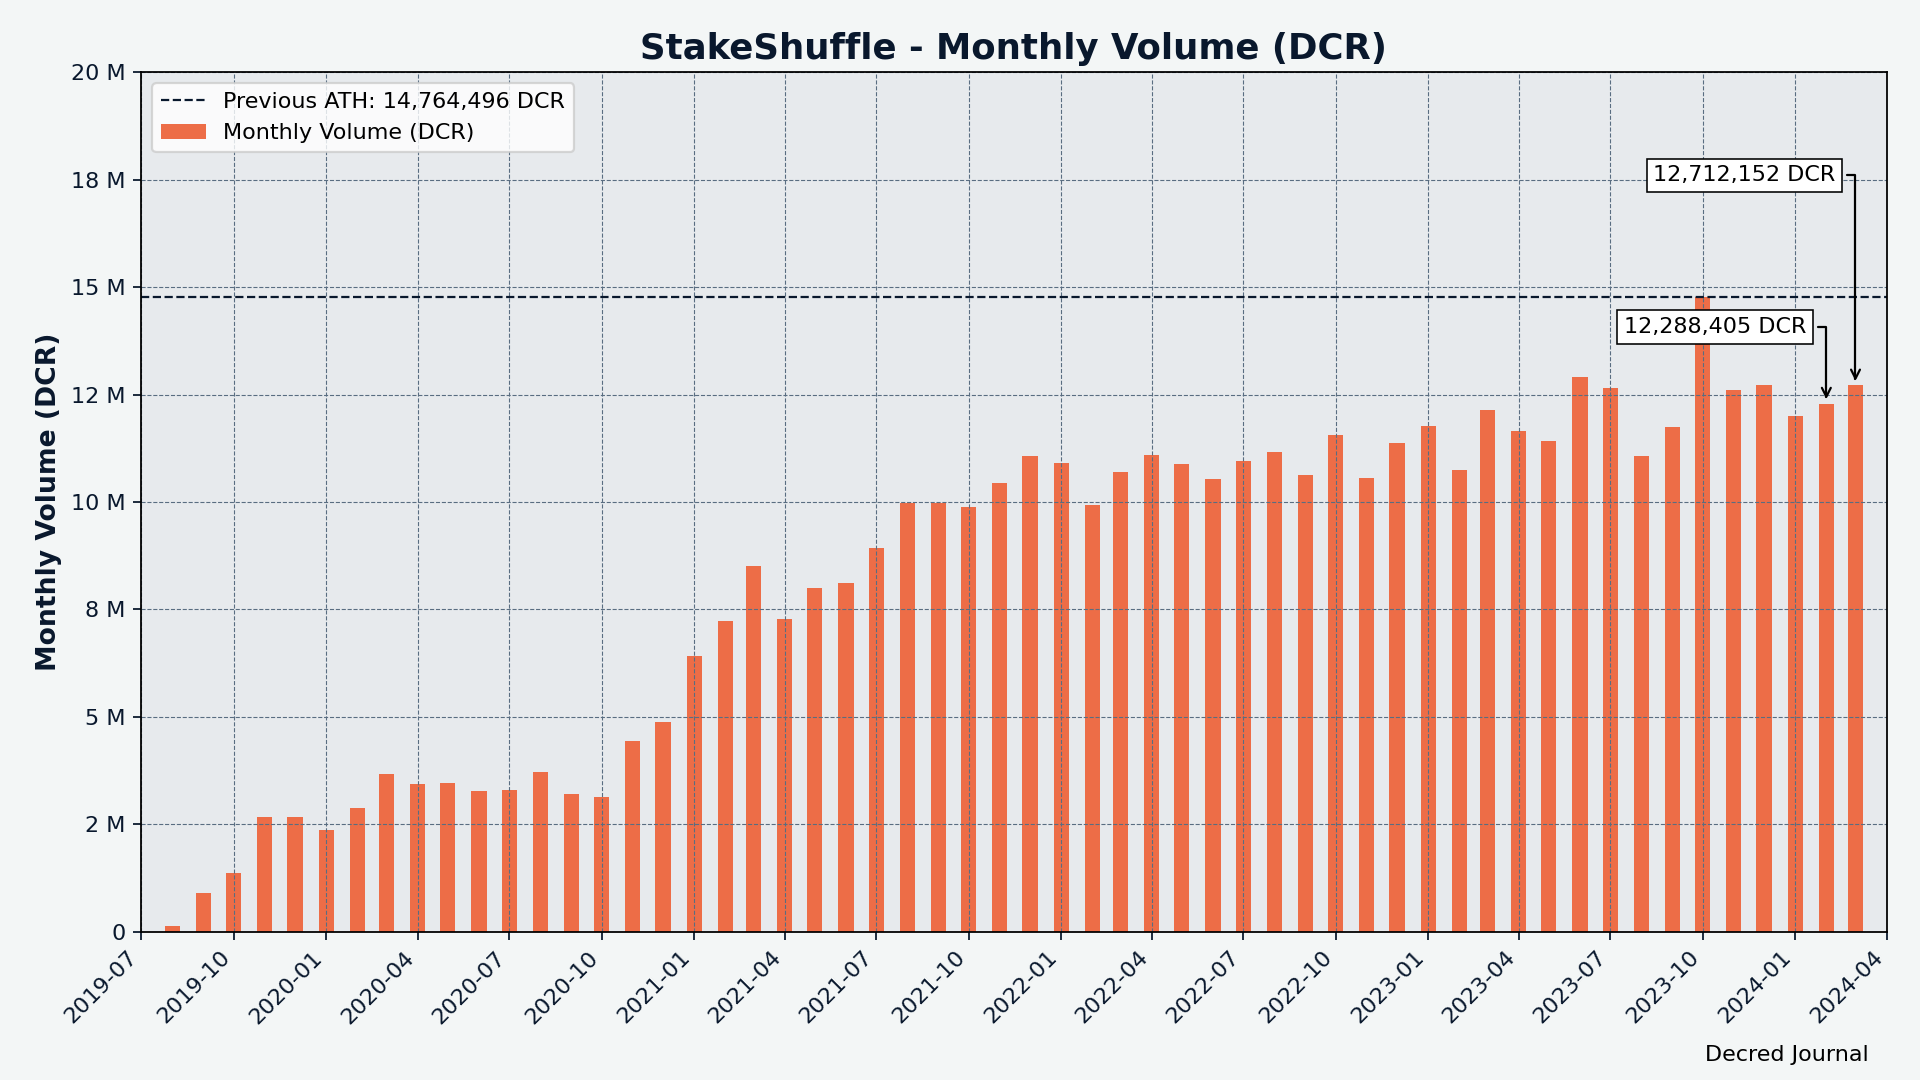 StakeShuffle - Monthly Volume (DCR)
20 M
18 M
15 M
12 M
10 M
8 M
5 M
2 M
0
Monthly Volume (DCR)
Previous ATH: 14,764,496 DCR
Monthly Volume (DCR)
12,712,152 DCR
12,288,405 DCR
2019-07
2019-10
2020-01
2020-04
2020-07
2020-10
2021-01
2021-04
2021-07
2021-10
2022-01
2022-04
2022-07
2022-10
2023-01
2023-04
2023-07
2023-10
2024-01
2024-04
Decred Journal